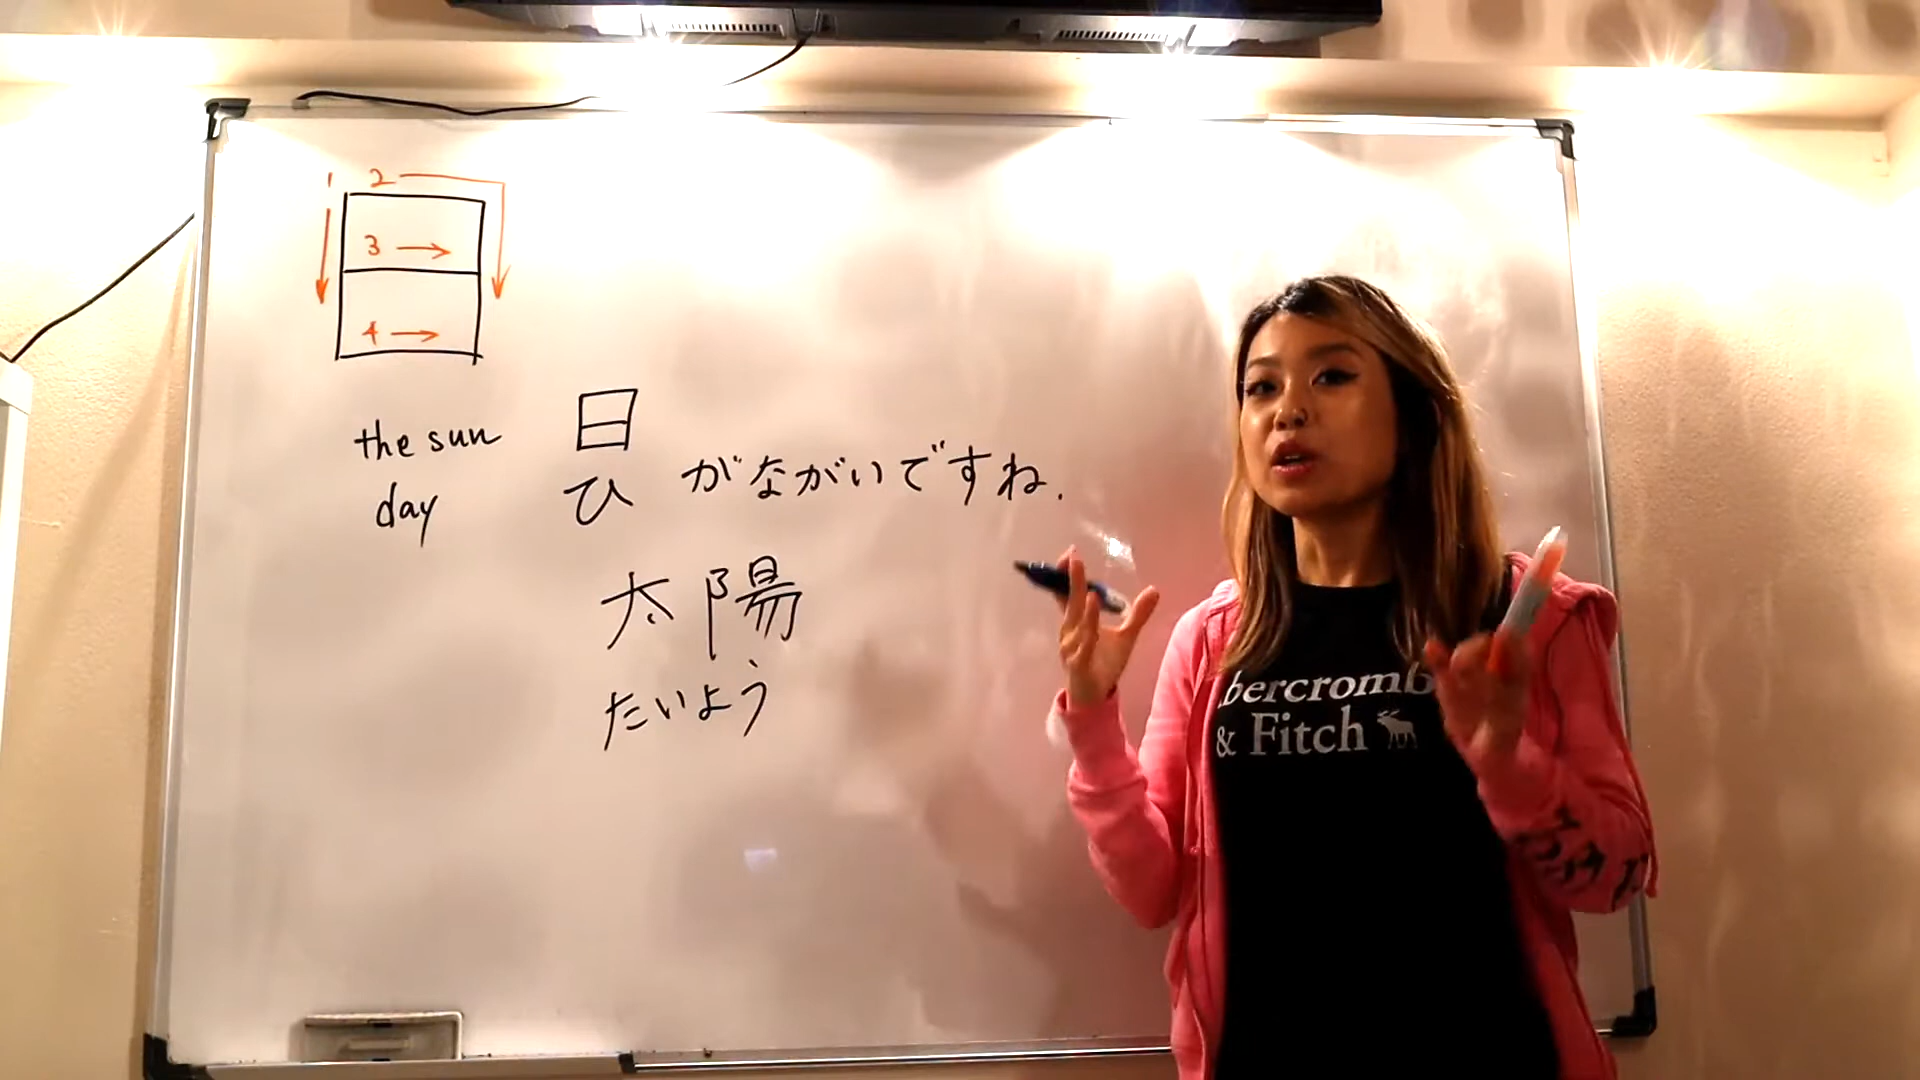 1 2
3
4
the sun
day
日
ひ がながいですね.
太陽
たいよう
bercromb
& Fitch